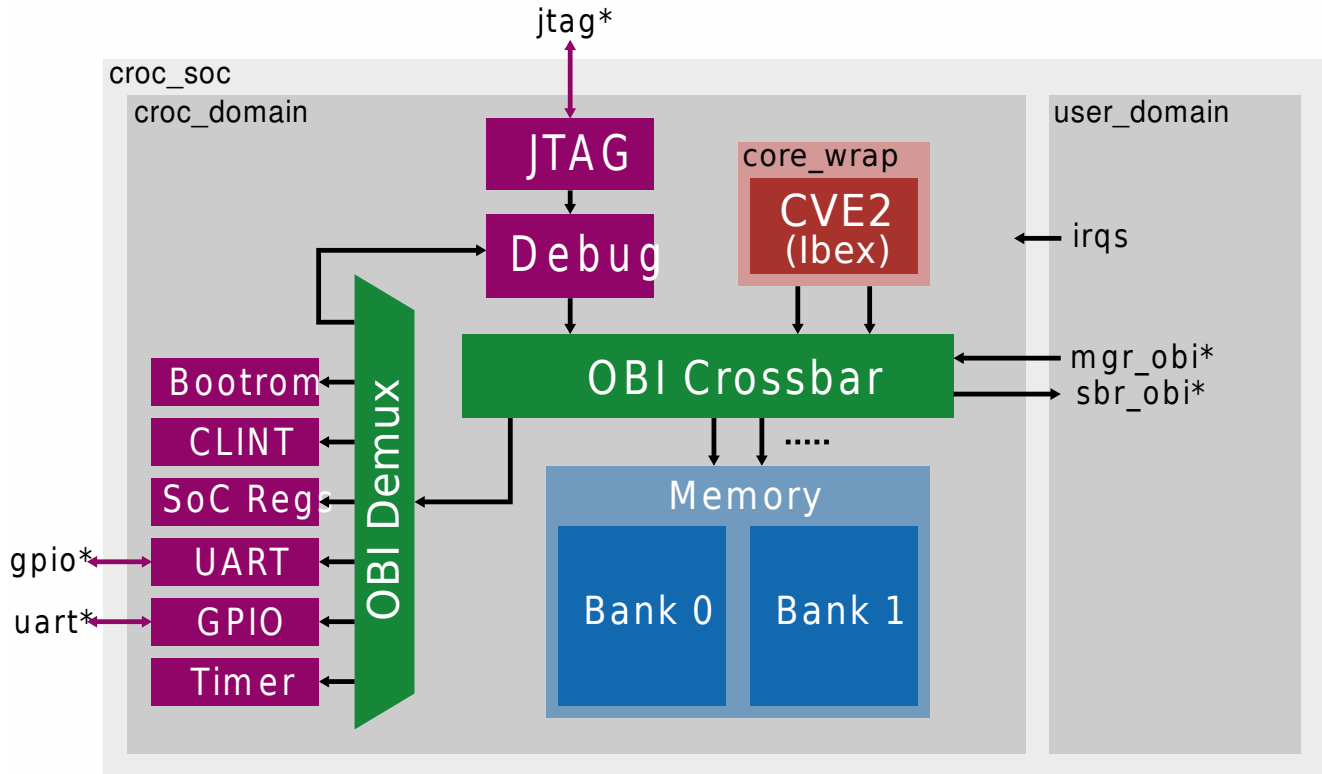 jtag*
croc_soc
croc_domain
user_domain
JTAG
core_wrap
CVE2
(Ibex)
Debug
irqs
OBI Crossbar
mgr_obi*
sbr_obi*
OBI Demux
Bootrom
CLINT
SoC Regs
UART
GPIO
Timer
gpio*
uart*
.....
Memory
Bank 0
Bank 1